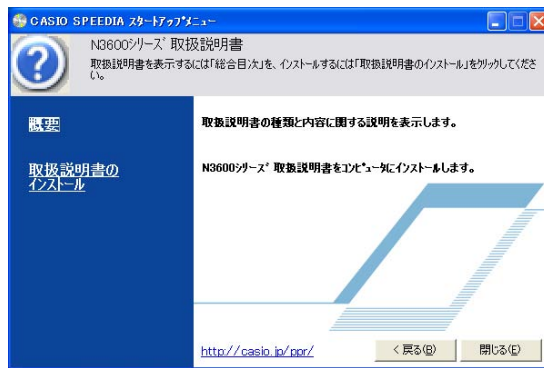 CASIO SPEEDIA ｽﾀｰﾄｱｯﾌﾟﾒﾆｭｰ
N3600ｼﾘｰｽﾞ 取扱説明書
取扱説明書を表示するには「総合目次」を、ｲﾝｽﾄｰﾙするには「取扱説明書のｲﾝｽﾄｰﾙ」をｸﾘｯｸしてくださ
い。
概要
取扱説明書の種類と内容に関する説明を表示します。
取扱説明書の
ｲﾝｽﾄｰﾙ
N3600ｼﾘｰｽﾞ 取扱説明書をｺﾝﾋﾟｭｰﾀにｲﾝｽﾄｰﾙします。
http://casio.jp/ppr/
< 戻る(B)
閉じる(E)